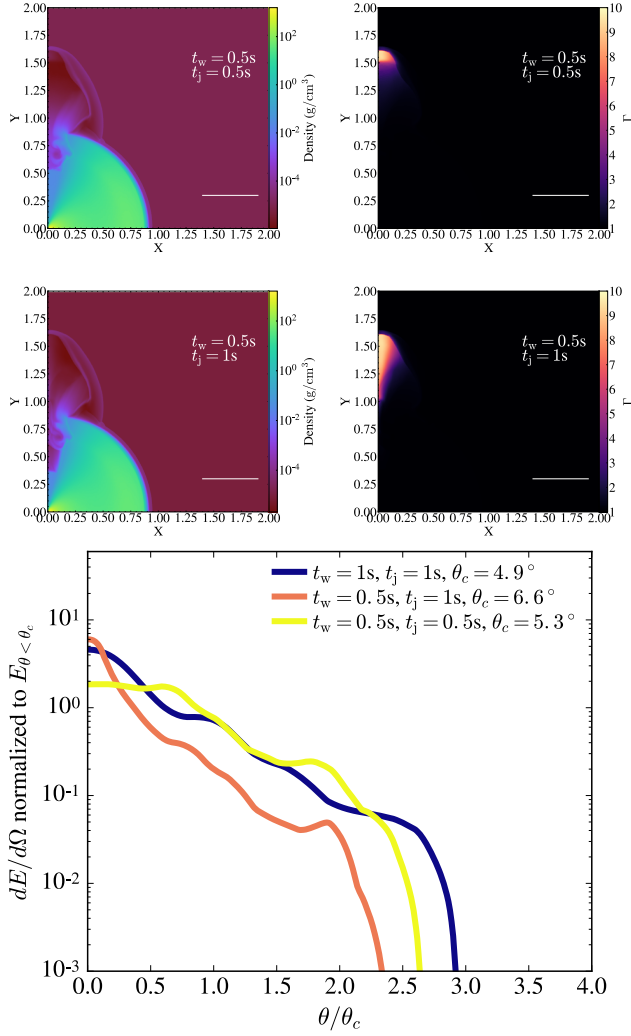 2.00
1.75
1.50
1.25
1.00
0.75
0.50
0.25
0.00
Y
0.00 0.25 0.50 0.75 1.00 1.25 1.50 1.75 2.00
X
t_w = 0.5s
t_j = 0.5s
10^2
10^0
10^-2
10^-4
Density (g/cm^3)
2.00
1.75
1.50
1.25
1.00
0.75
0.50
0.25
0.00
Y
0.00 0.25 0.50 0.75 1.00 1.25 1.50 1.75 2.00
X
t_w = 0.5s
t_j = 0.5s
10
9
8
7
6
5
4
3
2
1
Γ
2.00
1.75
1.50
1.25
1.00
0.75
0.50
0.25
0.00
Y
0.00 0.25 0.50 0.75 1.00 1.25 1.50 1.75 2.00
X
t_w = 0.5s
t_j = 1s
10^2
10^0
10^-2
10^-4
Density (g/cm^3)
2.00
1.75
1.50
1.25
1.00
0.75
0.50
0.25
0.00
Y
0.00 0.25 0.50 0.75 1.00 1.25 1.50 1.75 2.00
X
t_w = 0.5s
t_j = 1s
10
9
8
7
6
5
4
3
2
1
Γ
t_w = 1s, t_j = 1s, θ_c = 4.9°
t_w = 0.5s, t_j = 1s, θ_c = 6.6°
t_w = 0.5s, t_j = 0.5s, θ_c = 5.3°
dE/dΩ normalized to E_θ<θ_c
10^1
10^0
10^-1
10^-2
10^-3
0.0 0.5 1.0 1.5 2.0 2.5 3.0 3.5 4.0
θ/θ_c